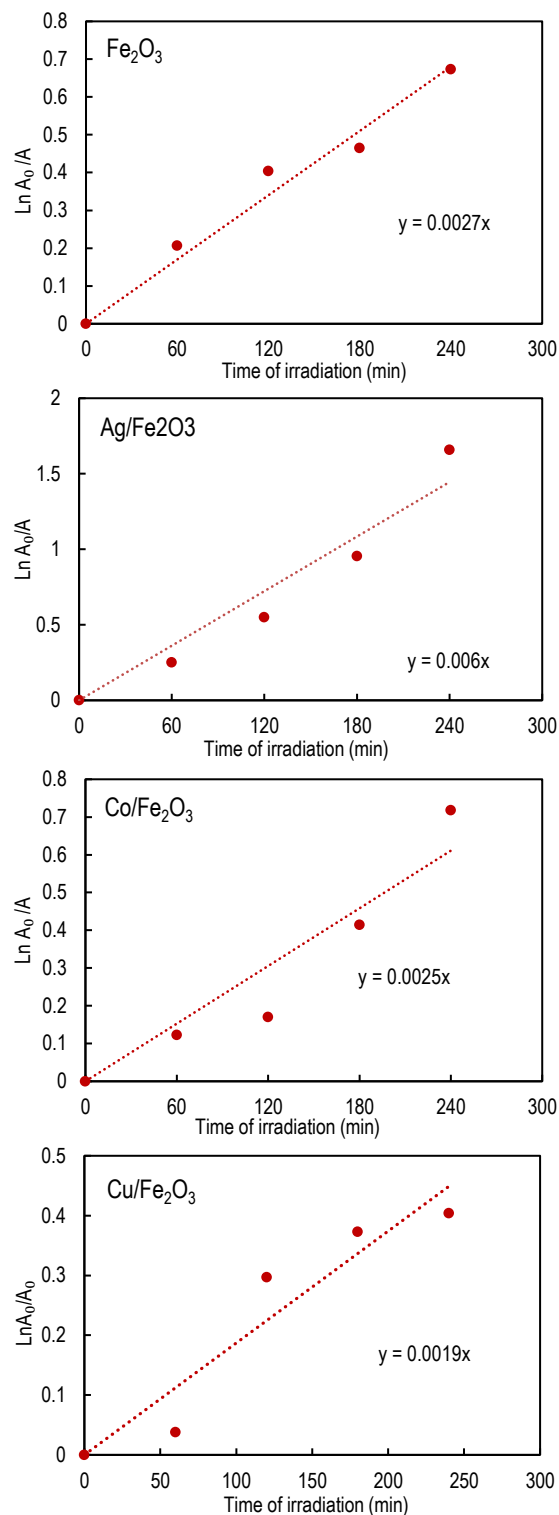 0.8
Fe₂O₃
0.7
0.6
0.5
0.4
0.3
0.2
0.1
0
Ln A₀ /A
y = 0.0027x
0 60 120 180 240 300
Time of irradiation (min)
2
Ag/Fe2O3
1.5
1
0.5
0
Ln A₀/A
y = 0.006x
0 60 120 180 240 300
Time of irradiation (min)
0.8
Co/Fe₂O₃
0.7
0.6
0.5
0.4
0.3
0.2
0.1
0
Ln A₀ /A
y = 0.0025x
0 60 120 180 240 300
Time of irradiation (min)
0.5
Cu/Fe₂O₃
0.4
0.3
0.2
0.1
0
LnA₀/A₀
y = 0.0019x
0 50 100 150 200 250 300
Time of irradiation (min)